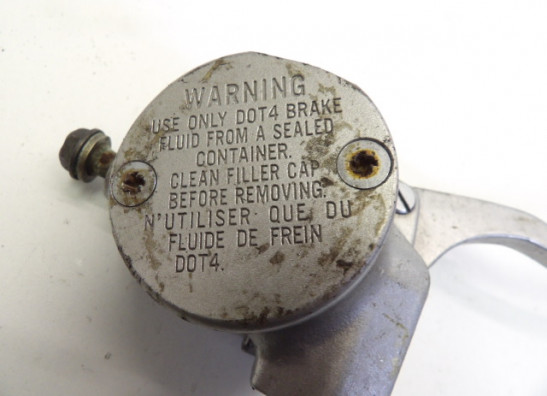 WARNING
USE ONLY DOT4 BRAKE
FLUID FROM A SEALED
CONTAINER.
CLEAN FILLER CAP
BEFORE REMOVING.
N'UTILISER QUE DU
FLUIDE DE FREIN
DOT4.